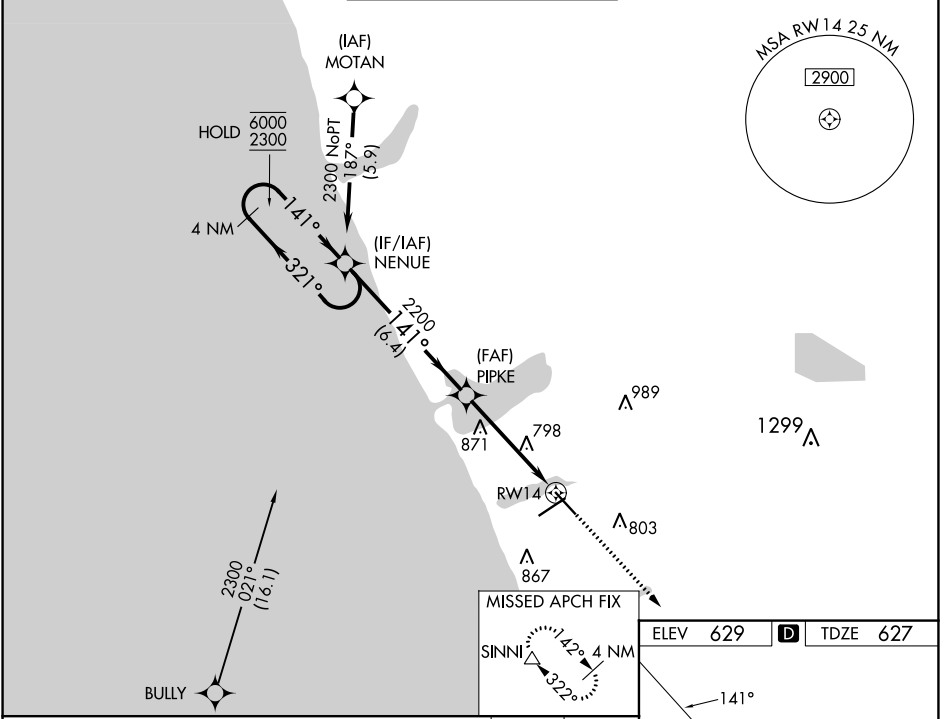 (IAF)
MOTAN
MSA RW14 25 NM
2900
HOLD 6000
2300
2300 NoPT
187°
(5.9)
4 NM
141°
321°
(IF/IAF)
NENUE
2200
141°
(6.4)
(FAF)
PIPKE
989
1299
871
798
RW14
803
867
2300
021°
(16.1)
BULLY
MISSED APCH FIX
SINNI
142°
4 NM
322°
ELEV 629 D TDZE 627
141°